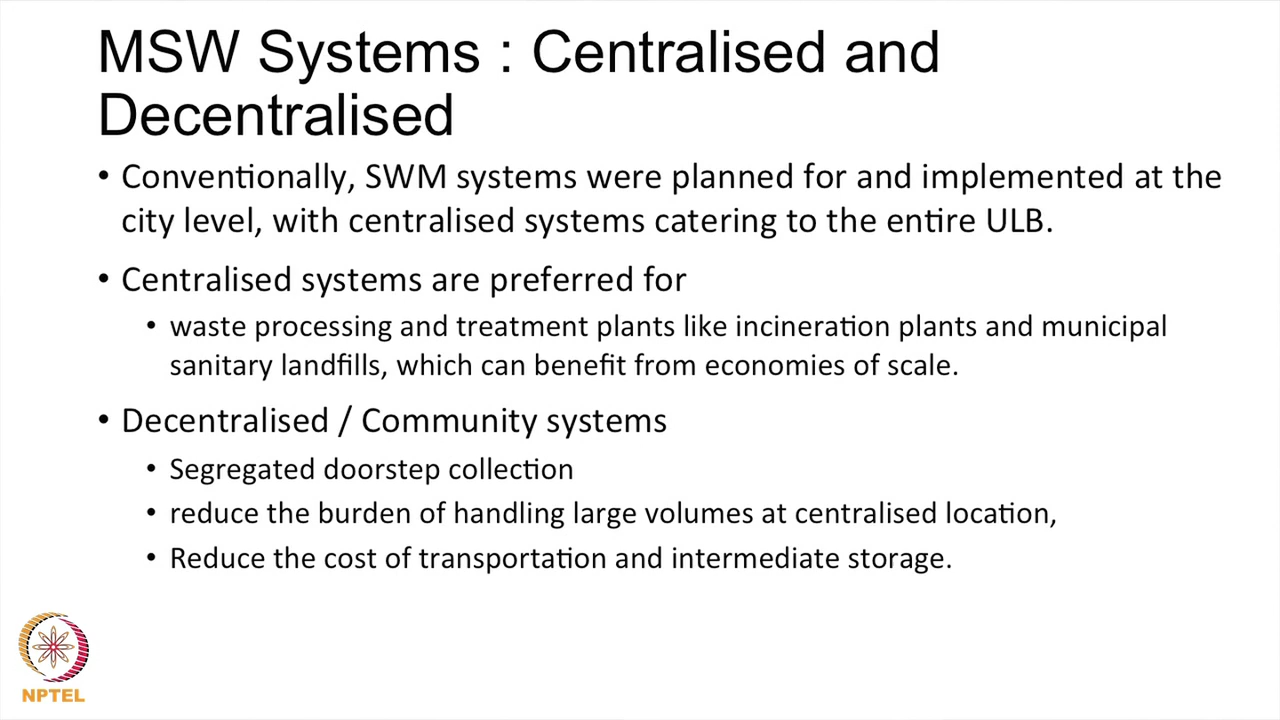 MSW Systems : Centralised and
Decentralised
• Conventionally, SWM systems were planned for and implemented at the
city level, with centralised systems catering to the entire ULB.
• Centralised systems are preferred for
• waste processing and treatment plants like incineration plants and municipal
sanitary landfills, which can benefit from economies of scale.
• Decentralised / Community systems
• Segregated doorstep collection
• reduce the burden of handling large volumes at centralised location,
• Reduce the cost of transportation and intermediate storage.
NPTEL